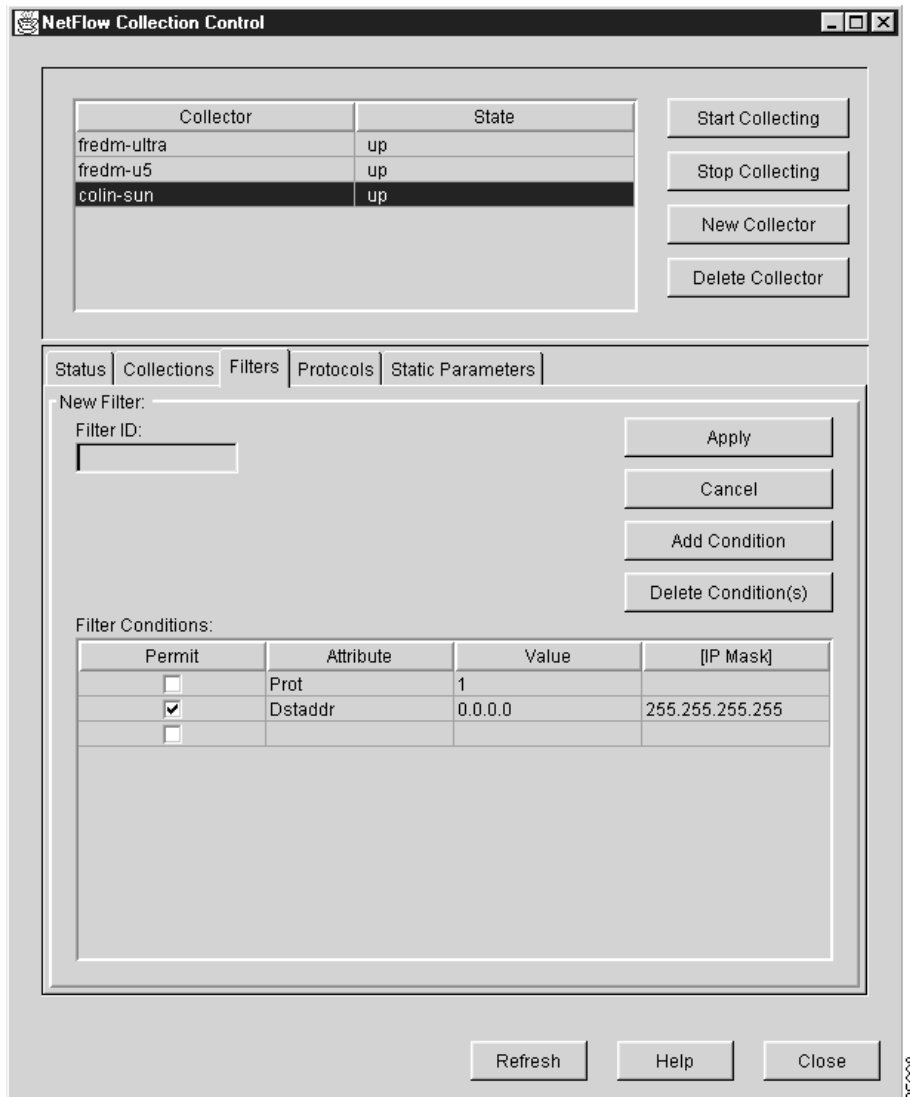 NetFlow Collection Control
Collector State
fredm-ultra up
fredm-u5 up
colin-sun up
Start Collecting
Stop Collecting
New Collector
Delete Collector
Status Collections Filters Protocols Static Parameters
New Filter:
Filter ID:
Apply
Cancel
Add Condition
Delete Condition(s)
Filter Conditions:
Permit Attribute Value [IP Mask]
Prot 1
Dstaddr 0.0.0.0 255.255.255.255
Refresh Help Close